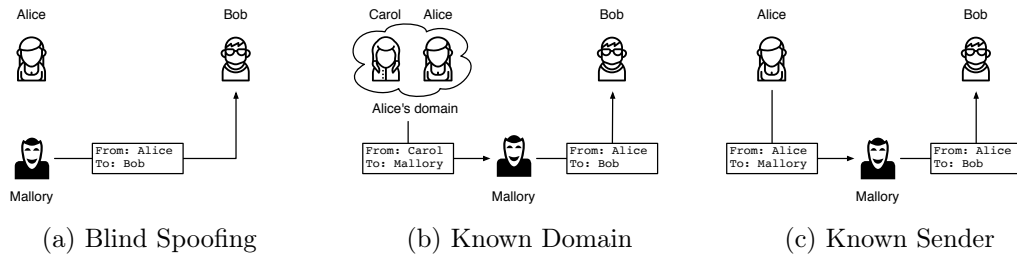 Alice
Bob
From: Alice
To: Bob
Mallory
(a) Blind Spoofing
Carol
Alice
Bob
Alice's domain
From: Carol
To: Mallory
From: Alice
To: Bob
Mallory
(b) Known Domain
Alice
Bob
From: Alice
To: Mallory
From: Alice
To: Bob
Mallory
(c) Known Sender